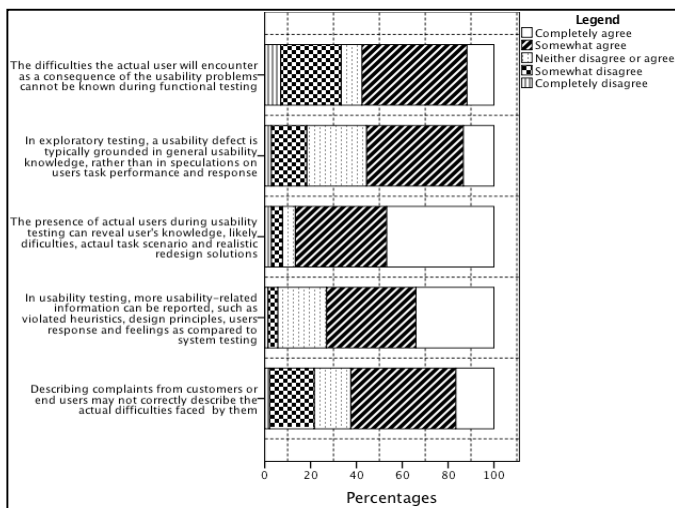 Legend
Completely agree
Somewhat agree
Neither disagree or agree
Somewhat disagree
Completely disagree
The difficulties the actual user will encounter
as a consequence of the usability problems
cannot be known during functional testing
In exploratory testing, a usability defect is
typically grounded in general usability
knowledge, rather than in speculations on
users task performance and response
The presence of actual users during usability
testing can reveal user's knowledge, likely
dificulties, actaul task scenario and realistic
redesign solutions
In usability testing, more usability-related
information can be reported, such as
violated heuristics, design principles, users
response and feelings as compared to
system testing
Describing complaints from customers or
end users may not correctly describe the
actual difficulties faced by them
0 20 40 60 80 100
Percentages